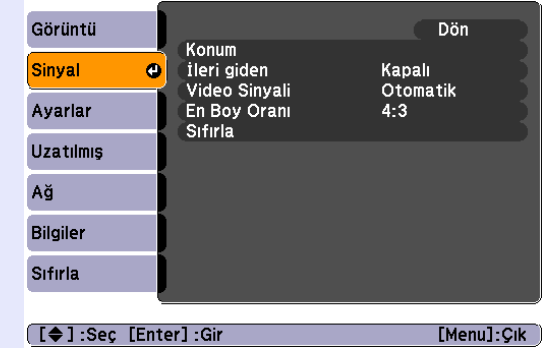 Görüntü
Sinyal
Ayarlar
Uzatılmış
Ağ
Bilgiler
Sıfırla
Dön
Konum
İleri giden Kapalı
Video Sinyali Otomatik
En Boy Oranı 4:3
Sıfırla
[◆] :Seç [Enter] :Gir [Menu]:Çık